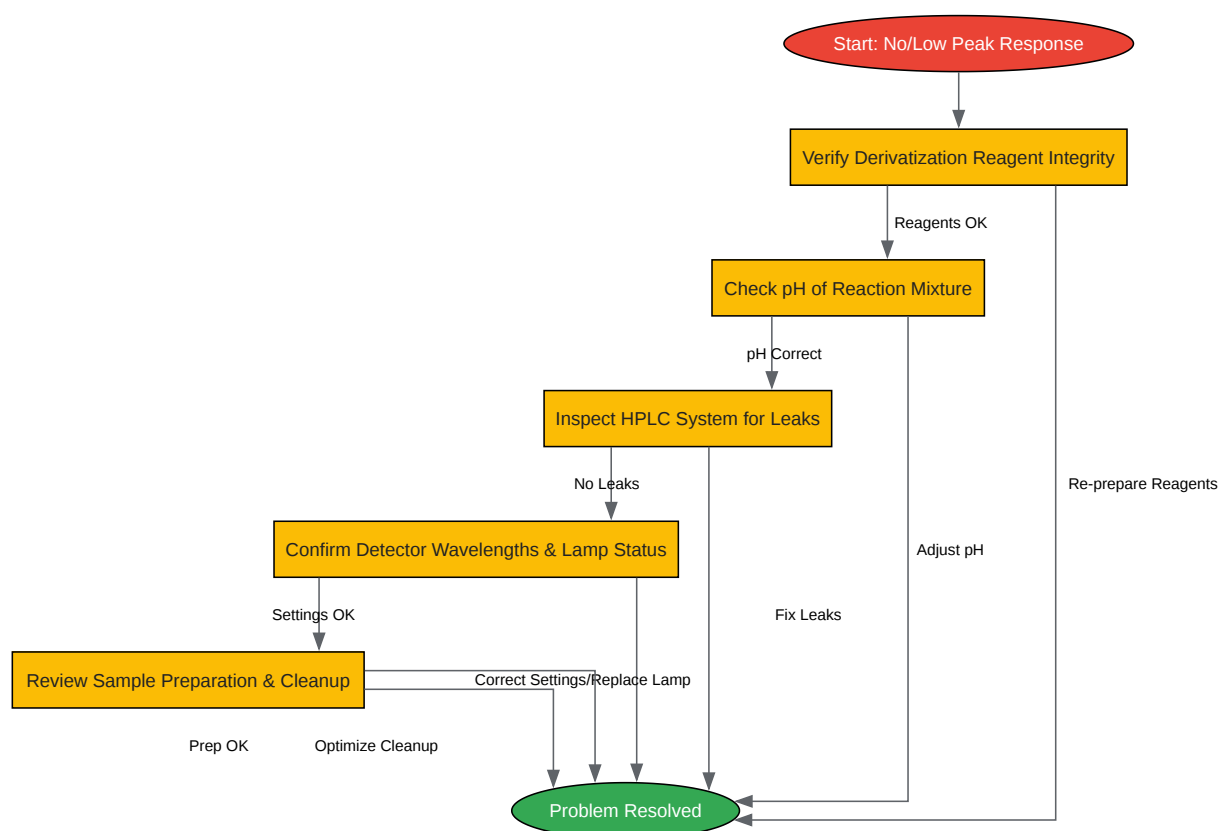 Start: No/Low Peak Response
Verify Derivatization Reagent Integrity
Reagents OK
Check pH of Reaction Mixture
pH Correct
Inspect HPLC System for Leaks
No Leaks
Re-prepare Reagents
Confirm Detector Wavelengths & Lamp Status
Adjust pH
Settings OK
Fix Leaks
Review Sample Preparation & Cleanup
Correct Settings/Replace Lamp
Prep OK
Optimize Cleanup
Problem Resolved